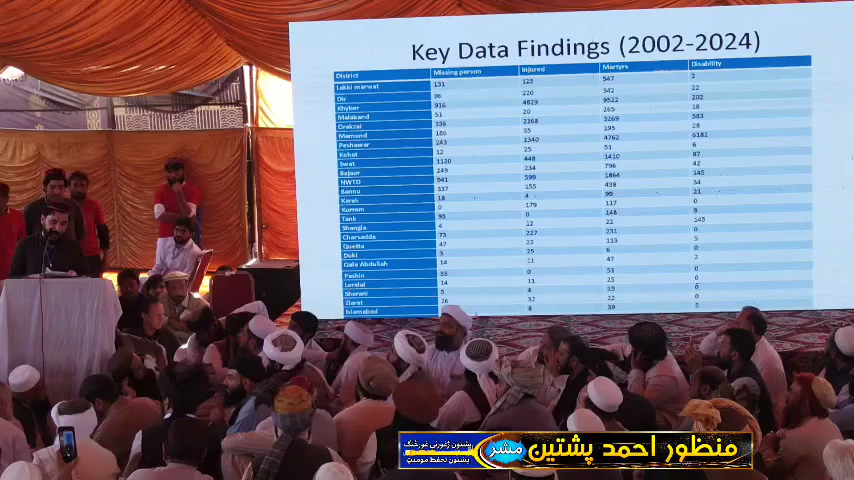 Key Data Findings (2002-2024)
District Missing person Injured Martyrs Disability
Lakki marwat 131 125 547 2
Dir 96 220 342 22
Khyber 916 4829 9522 202
Malakand 51 20 265 18
Orakzai 336 2168 5269 583
Mamond 186 35 195 28
Peshawar 243 1340 4762 6182
Kohat 12 25 51 6
Swat 1120 448 1410 87
Bajaur 249 234 796 42
NWTD 941 599 1864 145
Bannu 337 155 438 34
Karak 18 4 99 21
Kurram 0 179 117 0
Tank 95 0 148 9
Shangla 4 12 22 545
Charsadda 73 227 231 0
Quetta 47 22 113 5
Duki 3 25 6 0
Qala Abdullah 14 11 47 2
Pashin 33 0 51 0
Loralai 14 11 25 0
Sherani 5 8 35 0
Ziarat 26 32 22
Islamabad 8 39 5
منظور احمد پشتین مشر
پښتون ژغورنې غورځنګ
پشتون تحفظ موومنټ